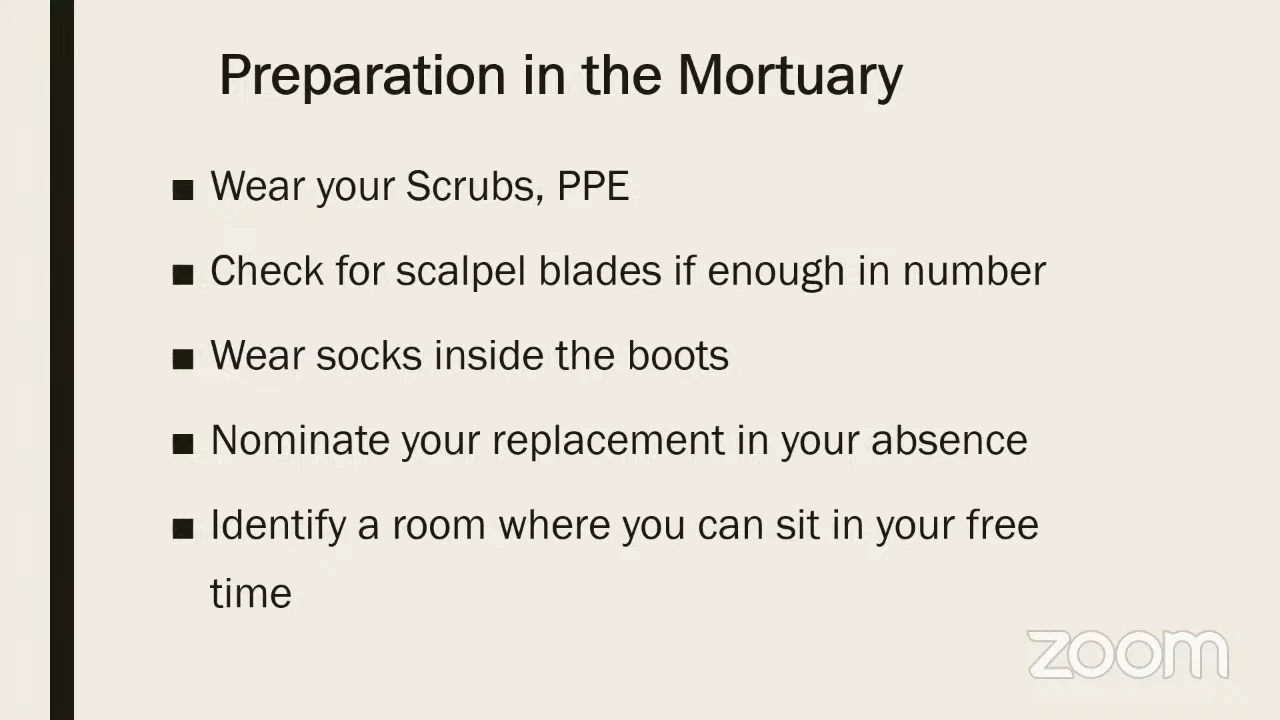 Preparation in the Mortuary
■ Wear your Scrubs, PPE
■ Check for scalpel blades if enough in number
■ Wear socks inside the boots
■ Nominate your replacement in your absence
■ Identify a room where you can sit in your free
time
zoom